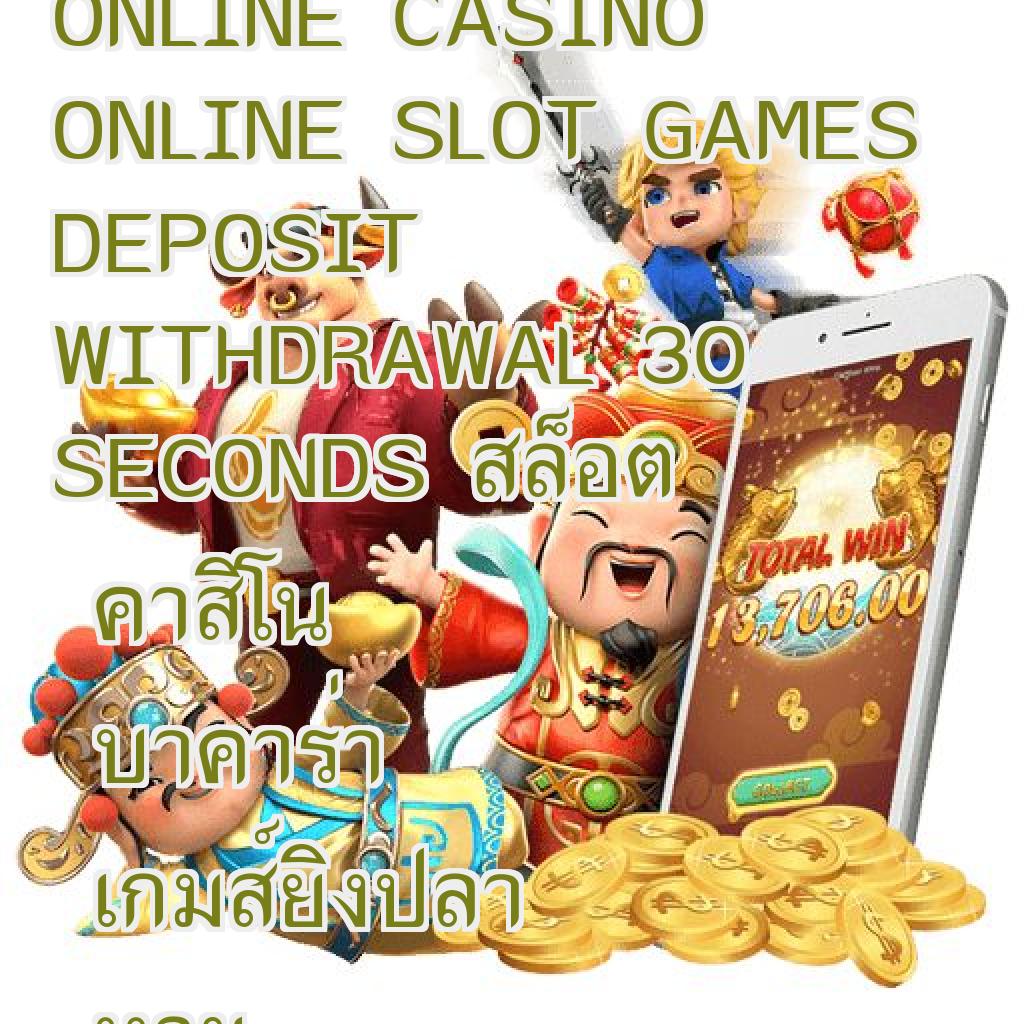 ONLINE CASINO
ONLINE SLOT GAMES
DEPOSIT
WITHDRAWAL 30
SECONDS สล็อต
คาสิโน
บาคาร่า
เกมส์ยิงปลา
TOTAL WIN
13,706.00